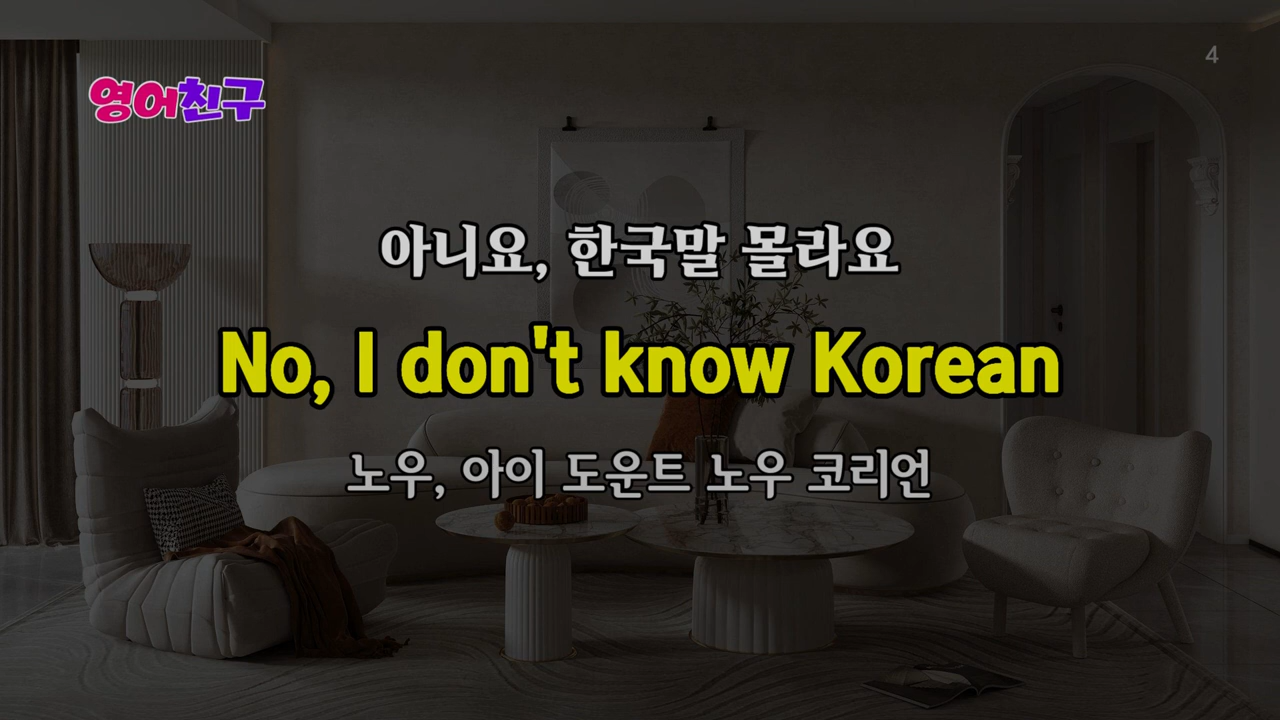 영어친구
4
아니요, 한국말 몰라요
No, I don't know Korean
노우, 아이 도운트 노우 코리언